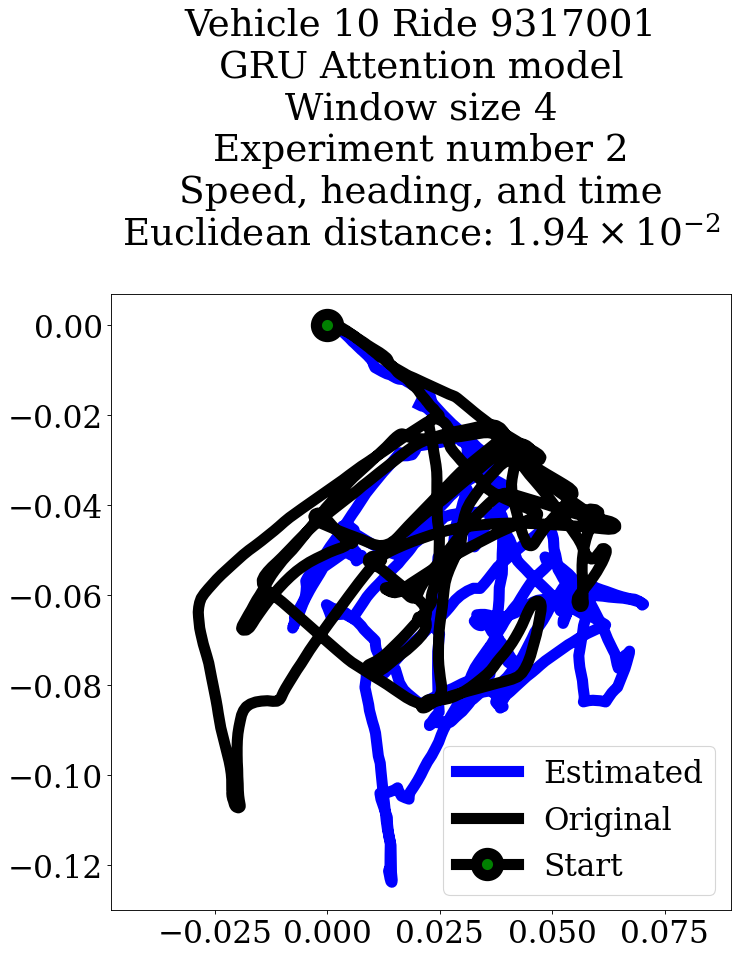 Vehicle 10 Ride 9317001
GRU Attention model
Window size 4
Experiment number 2
Speed, heading, and time
Euclidean distance: 1.94 × 10⁻²
0.00
−0.02
−0.04
−0.06
−0.08
−0.10
−0.12
Estimated
Original
Start
−0.025 0.000 0.025 0.050 0.075